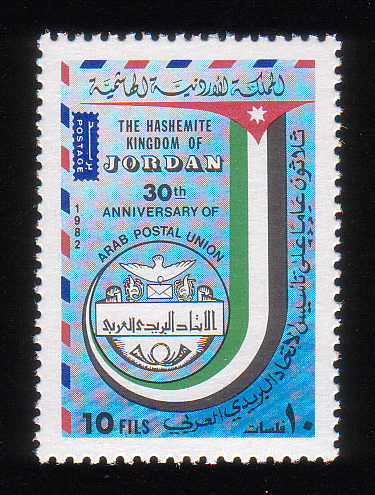 المملكة الأردنية الهاشمية
بريد
POSTAGE
THE HASHEMITE
KINGDOM OF
JORDAN
30th
ANNIVERSARY OF
ARAB POSTAL UNION
1982
ثلاثون عاما على تأسيس الاتحاد البريدي العربي
الاتحاد البريدي العربي
10 FILS
١٠ فلسات